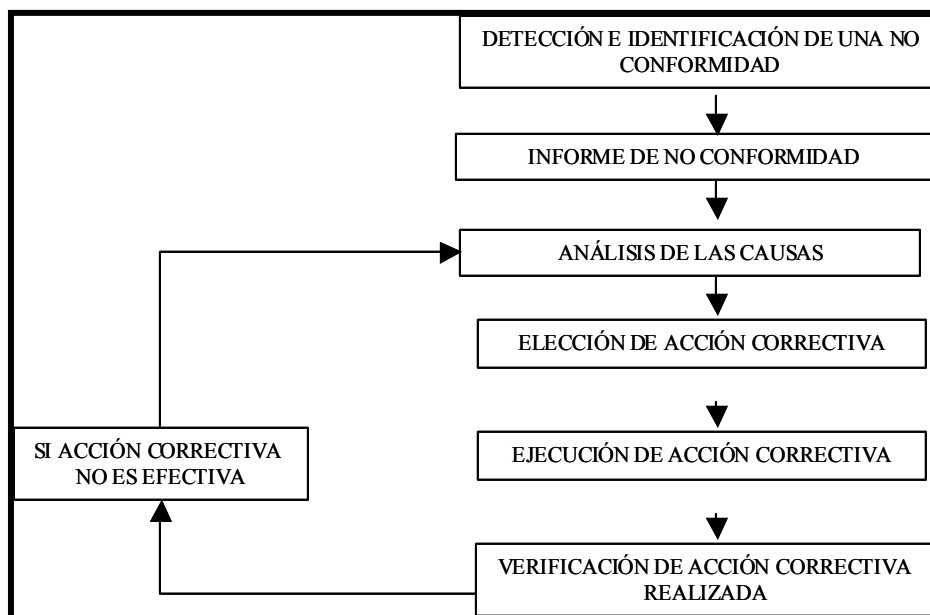 DETECCIÓN E IDENTIFICACIÓN DE UNA NO
CONFORMIDAD
INFORME DE NO CONFORMIDAD
ANÁLISIS DE LAS CAUSAS
ELECCIÓN DE ACCIÓN CORRECTIVA
SI ACCIÓN CORRECTIVA
NO ES EFECTIVA
EJECUCIÓN DE ACCIÓN CORRECTIVA
VERIFICACIÓN DE ACCIÓN CORRECTIVA
REALIZADA